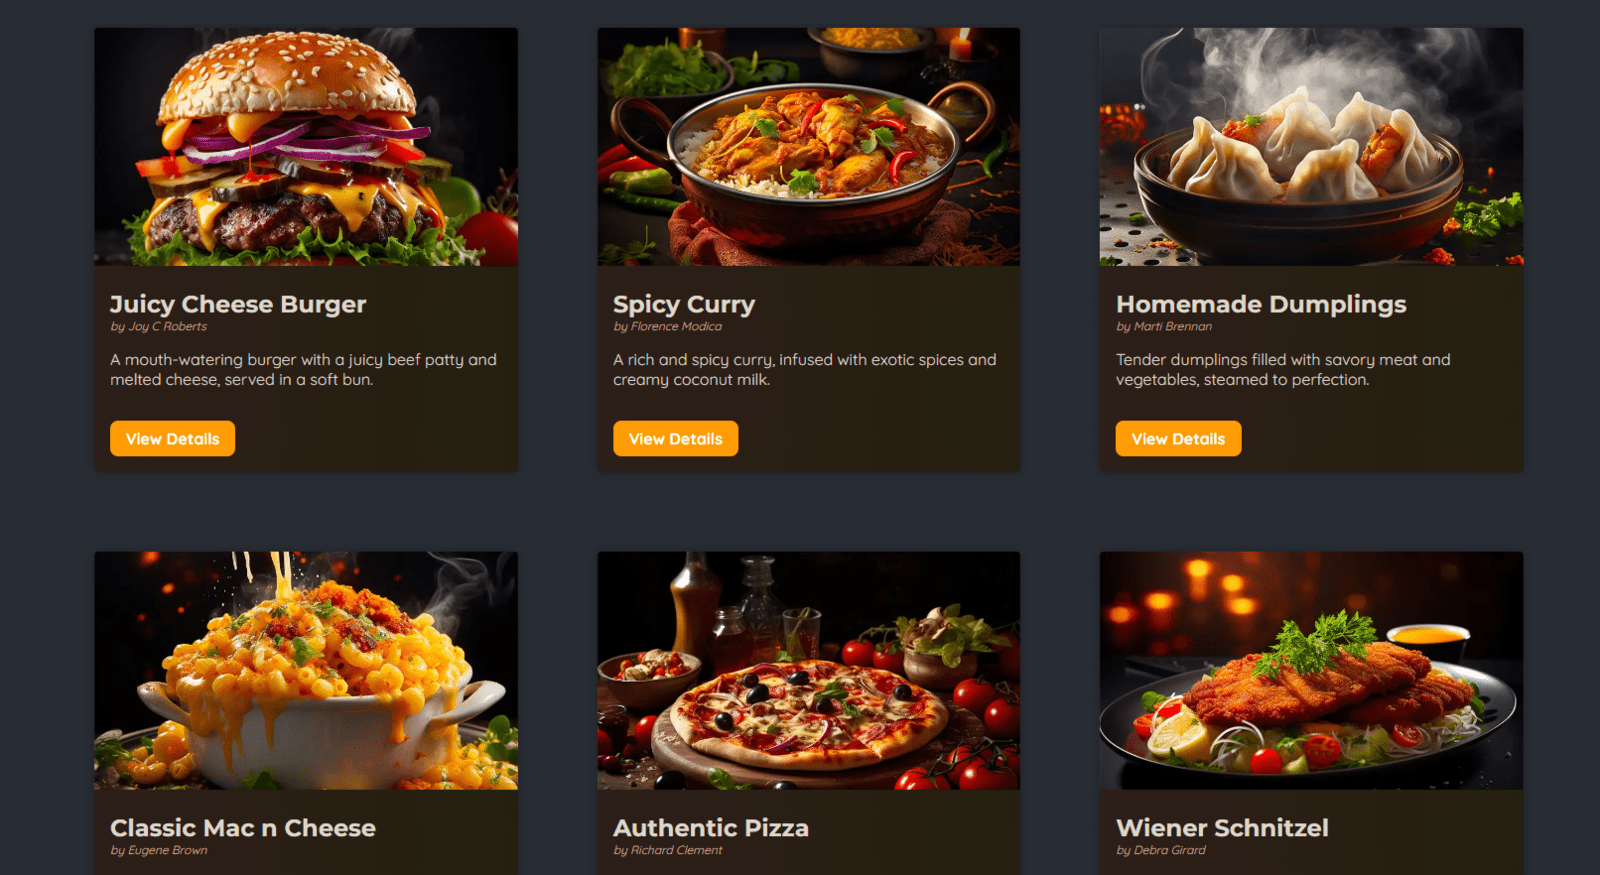 Juicy Cheese Burger
by Joy C Roberts
A mouth-watering burger with a juicy beef patty and
melted cheese, served in a soft bun.
View Details
Spicy Curry
by Florence Modica
A rich and spicy curry, infused with exotic spices and
creamy coconut milk.
View Details
Homemade Dumplings
by Marti Brennan
Tender dumplings filled with savory meat and
vegetables, steamed to perfection.
View Details
Classic Mac n Cheese
by Eugene Brown
Authentic Pizza
by Richard Clement
Wiener Schnitzel
by Debra Girard